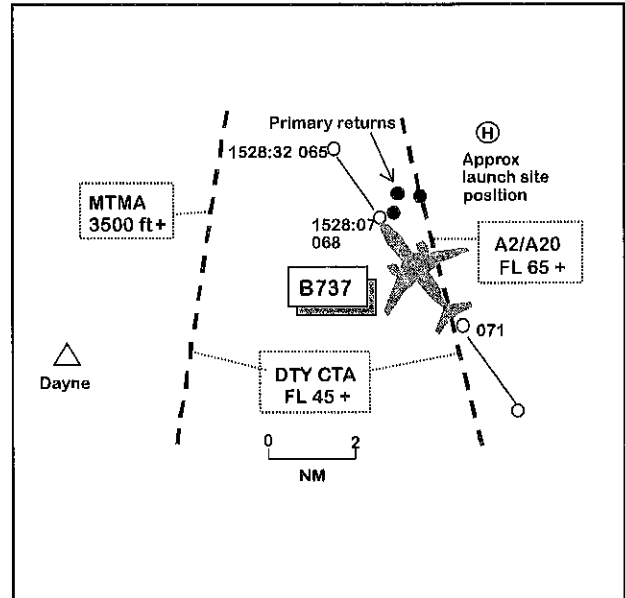 Primary returns
1528:32 065
H
Approx
launch site
position
MTMA
3500 ft+
1528:07
068
A2/A20
FL 65 +
B737
071
Dayne
DTY CTA
FL 45 +
0 2
NM